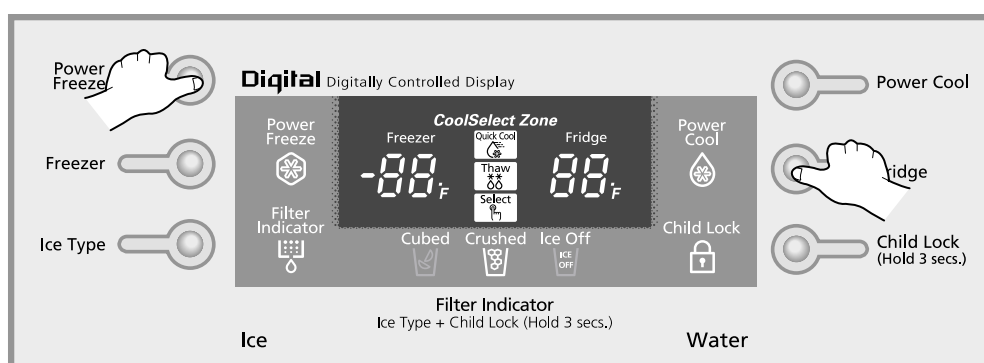 Power
Freeze
Freezer
Ice Type
Digital Digitally Controlled Display
CoolSelect Zone
Freezer
Fridge
Quick Cool
-88.F
Thaw
88.F
Select
Power
Freeze
Filter
Indicator
Power
Cool
Child Lock
Cubed Crushed Ice Off
ICE
OFF
Filter Indicator
Ice Type + Child Lock (Hold 3 secs.)
Ice
Water
Power Cool
ridge
Child Lock
(Hold 3 secs.)